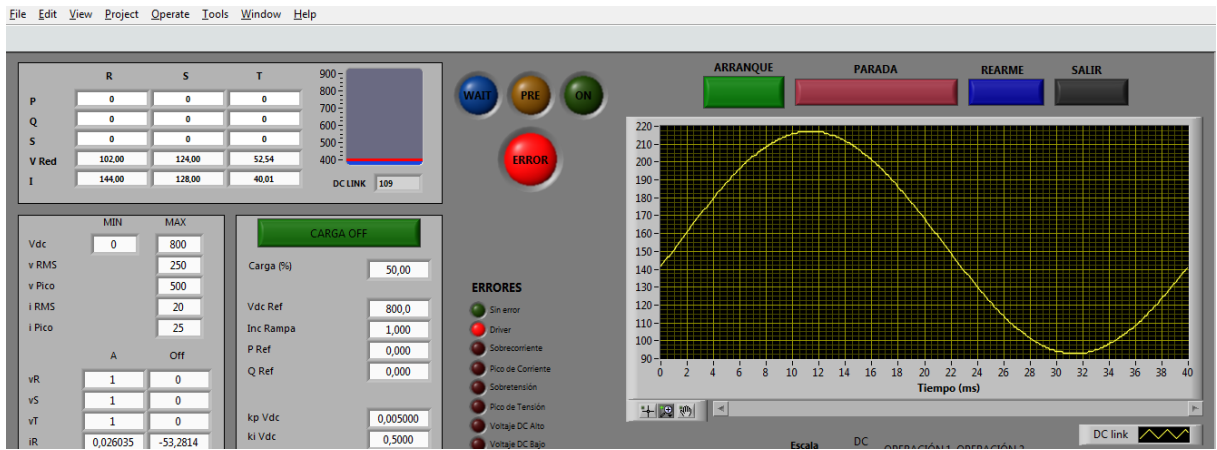 File Edit View Project Operate Tools Window Help
R S T
P 0 0 0
Q 0 0 0
S 0 0 0
V Red 102,00 124,00 52,54
I 144,00 128,00 40,01
900
800
700
600
500
400
DC LINK 109
WAIT PRE ON
ERROR
ARRANQUE PARADA REARME SALIR
MIN MAX
Vdc 0 800
v RMS 250
v Pico 500
i RMS 20
i Pico 25
A Off
vR 1 0
vS 1 0
vT 1 0
iR 0,026035 -53,2814
CARGA OFF
Carga (%) 50,00
Vdc Ref 800,0
Inc Rampa 1,000
P Ref 0,000
Q Ref 0,000
kp Vdc 0,005000
ki Vdc 0,5000
ERRORES
Sin error
Driver
Sobrecorriente
Pico de Corriente
Sobretensión
Pico de Tensión
Voltaje DC Alto
Voltaje DC Bajo
220
210
200
190
180
170
160
150
140
130
120
110
100
90
0 2 4 6 8 10 12 14 16 18 20 22 24 26 28 30 32 34 36 38 40
Tiempo (ms)
DC link
Escala DC OPERACIÓN 1 OPERACIÓN 2